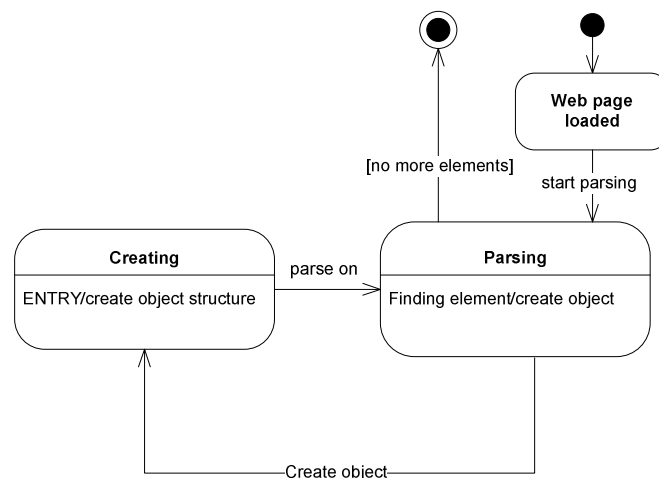 Web page
loaded
[no more elements]
start parsing
Creating
ENTRY/create object structure
parse on
Parsing
Finding element/create object
Create object